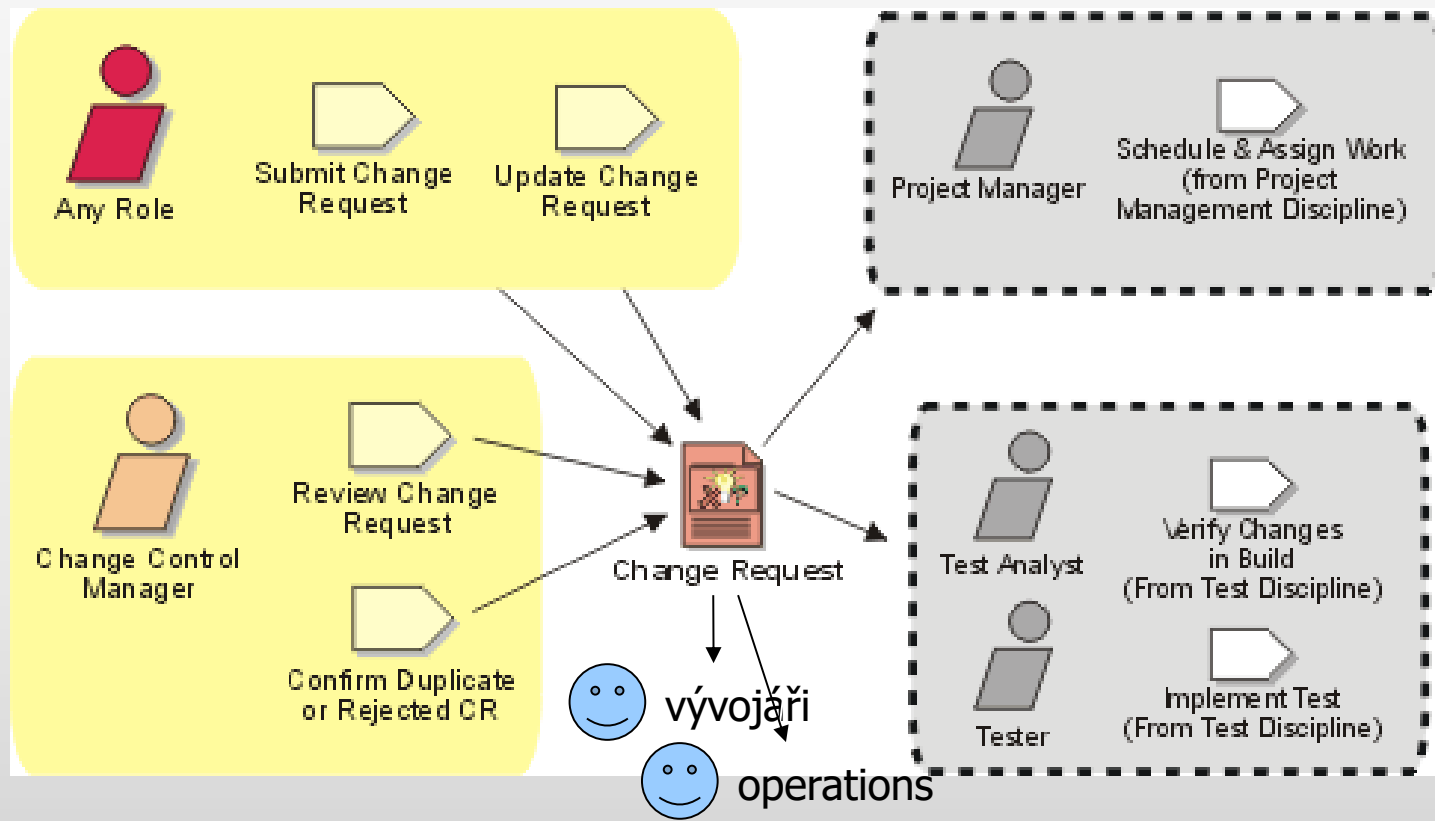 Any Role
Submit Change
Request
Update Change
Request
Project Manager
Schedule & Assign Work
(from Project
Management Discipline)
Change Control
Manager
Review Change
Request
Confirm Duplicate
or Rejected CR
Change Request
Test Analyst
Verify Changes
in Build
(From Test Discipline)
Tester
Implement Test
(From Test Discipline)
vývojáři
operations